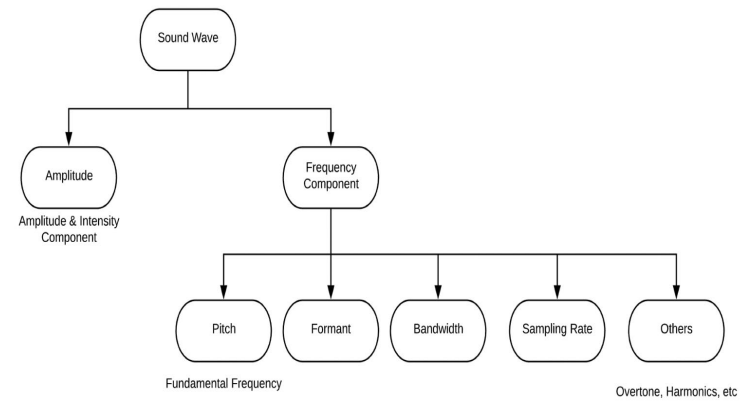 Sound Wave
Amplitude
Frequency
Component
Amplitude & Intensity
Component
Pitch
Formant
Bandwidth
Sampling Rate
Others
Fundamental Frequency
Overtone, Harmonics, etc